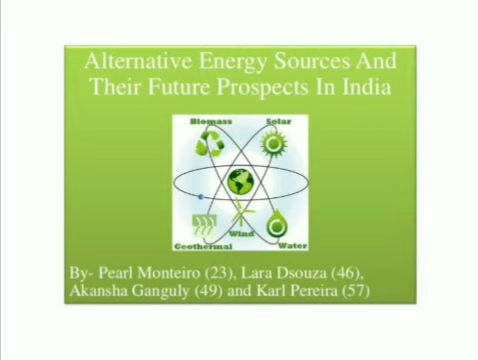 Alternative Energy Sources And
Their Future Prospects In India
Biomass Solar
Wind
Geothermal Water
By- Pearl Monteiro (23), Lara Dsouza (46),
Akansha Ganguly (49) and Karl Pereira (57)